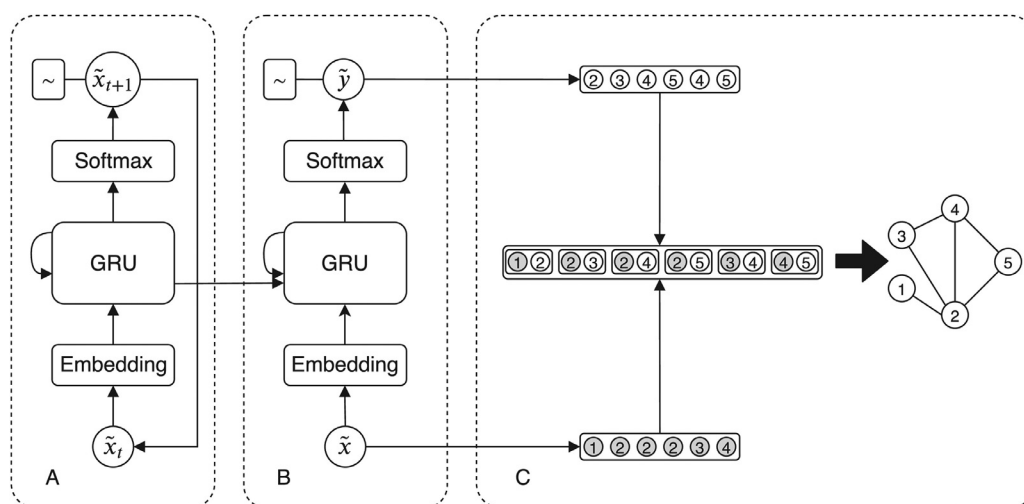 ~ x̃t+1
Softmax
GRU
Embedding
x̃t
A
~ ỹ
Softmax
GRU
Embedding
x̃
B
2 3 4 5 4 5
1 2 2 3 2 4 2 5 3 4 4 5
1 2 2 2 3 4
C
4
3
5
1
2